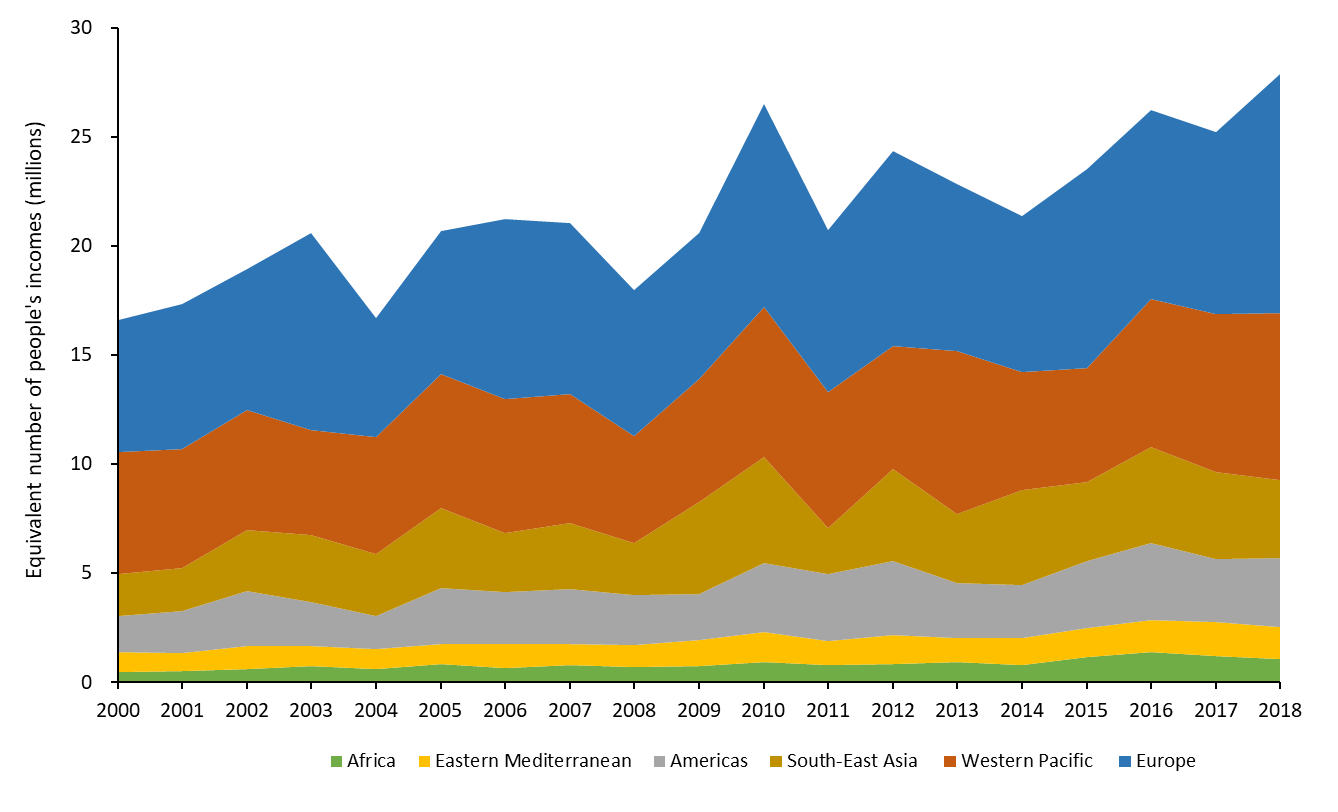 Equivalent number of people's incomes (millions)
30
25
20
15
10
5
0
2000 2001 2002 2003 2004 2005 2006 2007 2008 2009 2010 2011 2012 2013 2014 2015 2016 2017 2018
Africa Eastern Mediterranean Americas South-East Asia Western Pacific Europe